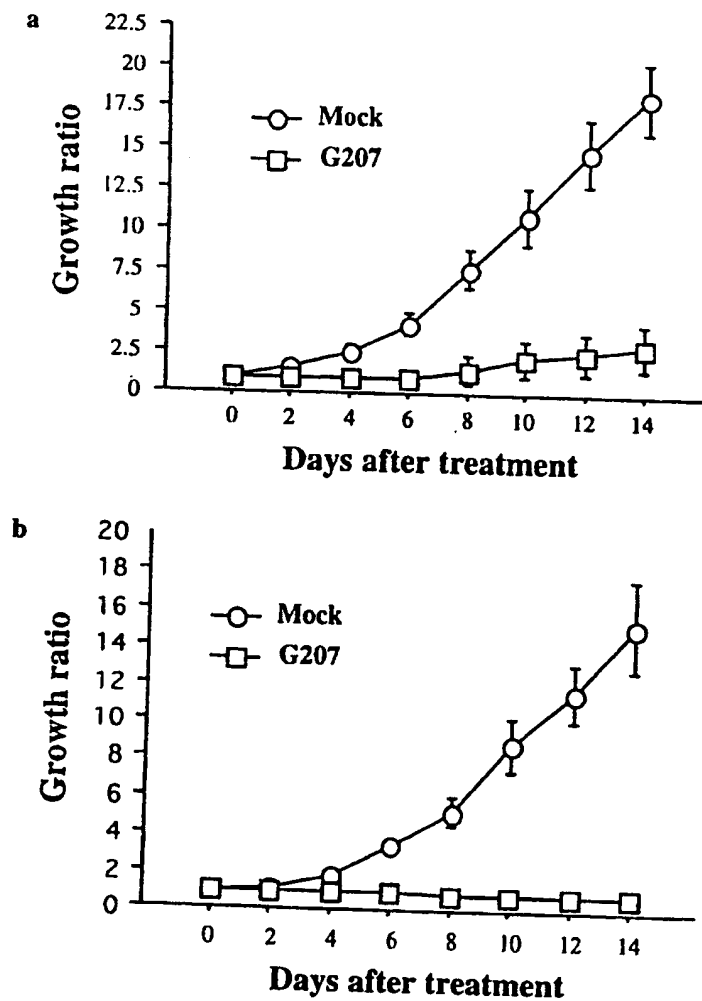 a
22.5
20
17.5
15
12.5
10
7.5
5
2.5
0
Growth ratio
Mock
G207
0 2 4 6 8 10 12 14
Days after treatment
b
20
18
16
14
12
10
8
6
4
2
0
Growth ratio
Mock
G207
0 2 4 6 8 10 12 14
Days after treatment